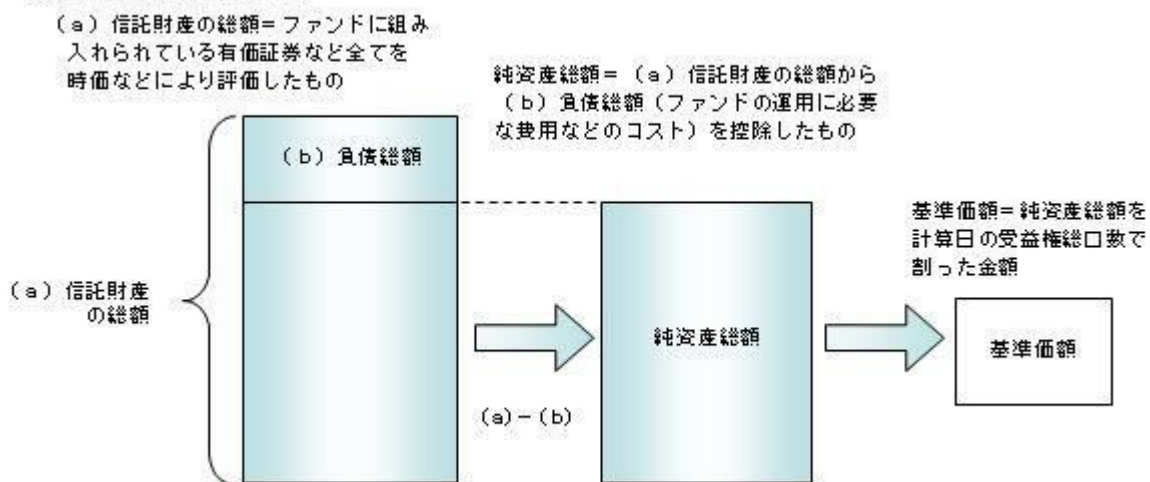 (a)信託財産の総額=ファンドに組み
入れられている有価証券など全てを
時価などにより評価したもの
純資産総額=(a)信託財産の総額から
(b)負債総額(ファンドの運用に必要
な費用などのコスト)を控除したもの
(b)負債総額
基準価額=純資産総額を
計算日の受益権総口数で
割った金額
(a)信託財産
の総額
純資産総額
基準価額
(a)-(b)